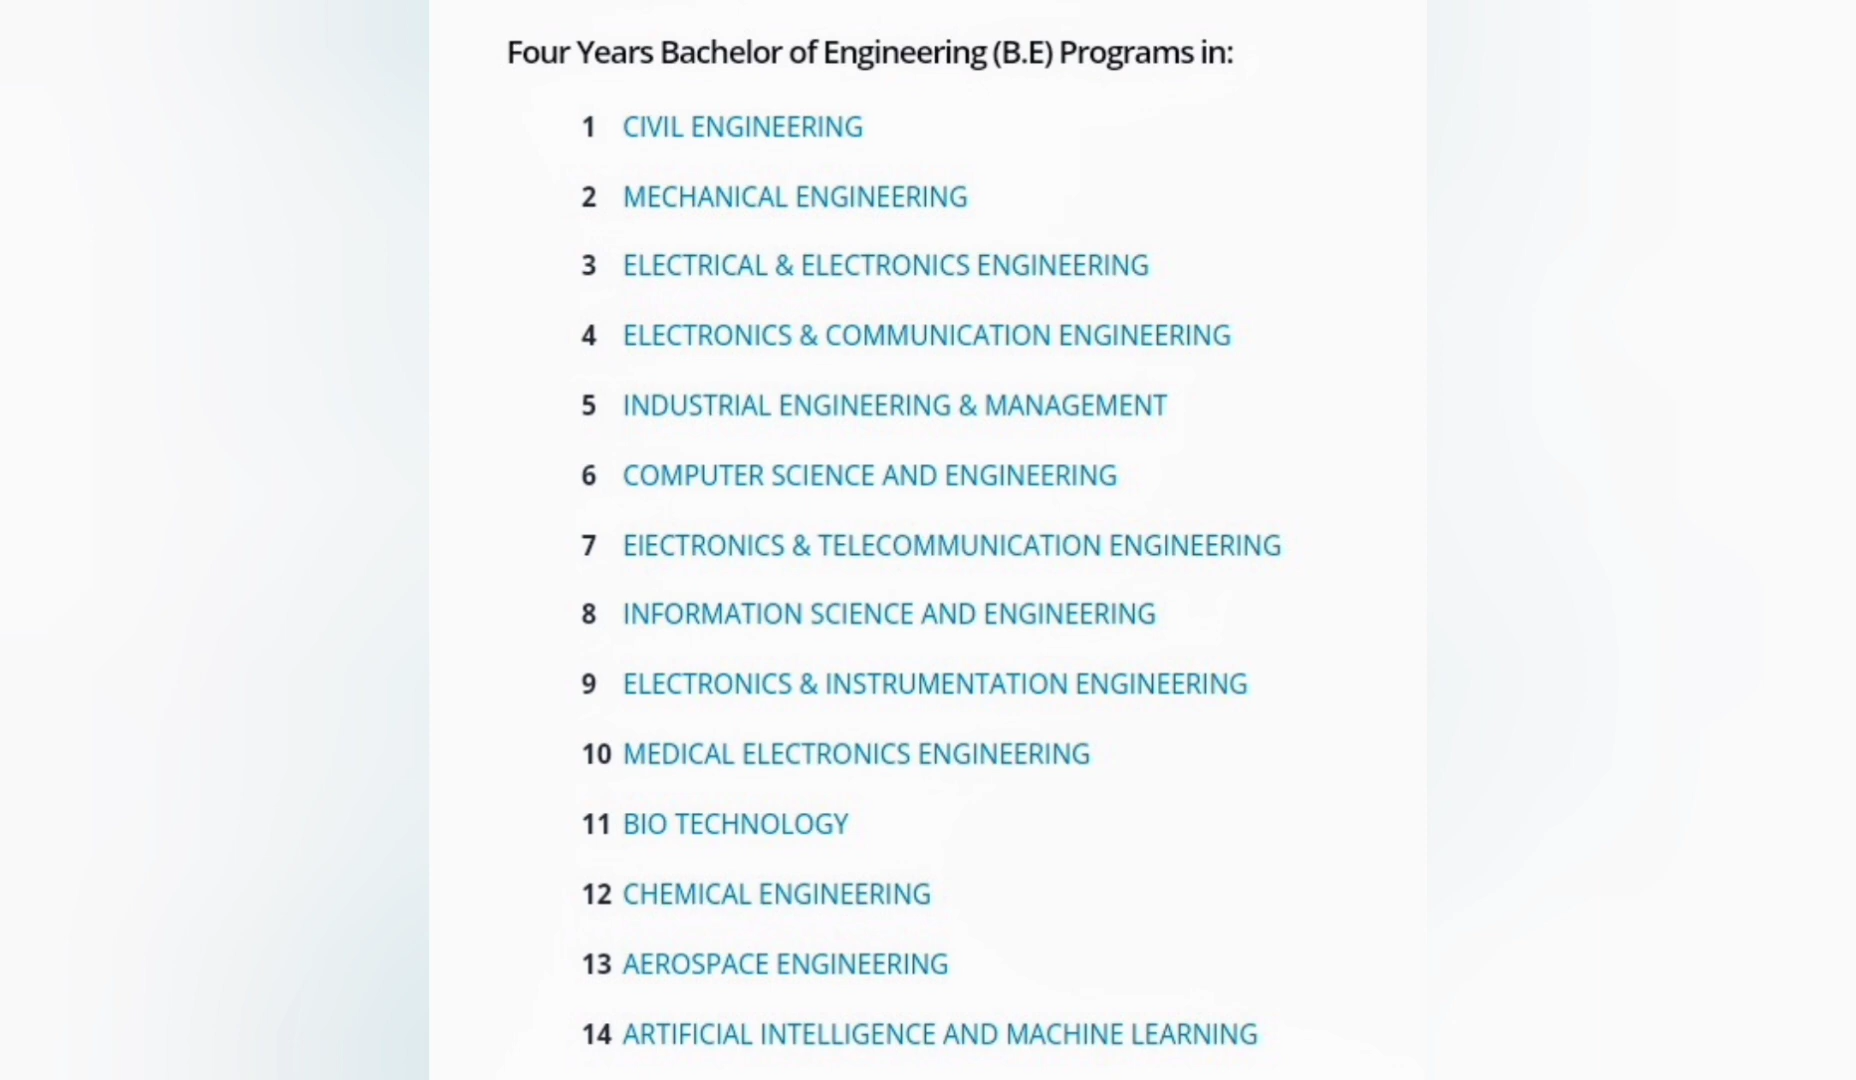 Four Years Bachelor of Engineering (B.E) Programs in:
1 CIVIL ENGINEERING
2 MECHANICAL ENGINEERING
3 ELECTRICAL & ELECTRONICS ENGINEERING
4 ELECTRONICS & COMMUNICATION ENGINEERING
5 INDUSTRIAL ENGINEERING & MANAGEMENT
6 COMPUTER SCIENCE AND ENGINEERING
7 ElECTRONICS & TELECOMMUNICATION ENGINEERING
8 INFORMATION SCIENCE AND ENGINEERING
9 ELECTRONICS & INSTRUMENTATION ENGINEERING
10 MEDICAL ELECTRONICS ENGINEERING
11 BIO TECHNOLOGY
12 CHEMICAL ENGINEERING
13 AEROSPACE ENGINEERING
14 ARTIFICIAL INTELLIGENCE AND MACHINE LEARNING